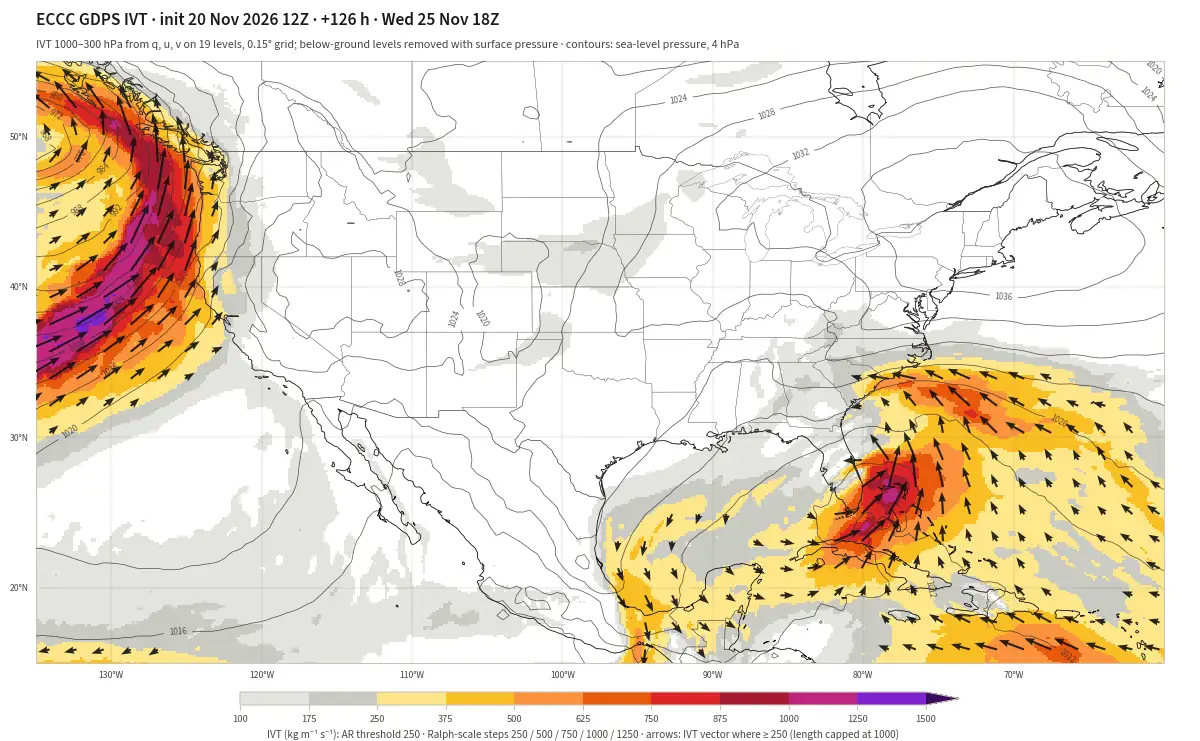 ECCC GDPS IVT · init 20 Nov 2026 12Z · +126 h · Wed 25 Nov 18Z
IVT 1000–300 hPa from q, u, v on 19 levels, 0.15° grid; below-ground levels removed with surface pressure · contours: sea-level pressure, 4 hPa
1020
1024
1024
1028
1032
50°N
984
988
992
1028
40°N
1036
1024
1020
1020
1020
30°N
20°N
1012
1016
1012
130°W 120°W 110°W 100°W 90°W 80°W 70°W
100 175 250 375 500 625 750 875 1000 1250 1500
IVT (kg m⁻¹ s⁻¹): AR threshold 250 · Ralph-scale steps 250 / 500 / 750 / 1000 / 1250 · arrows: IVT vector where ≥ 250 (length capped at 1000)